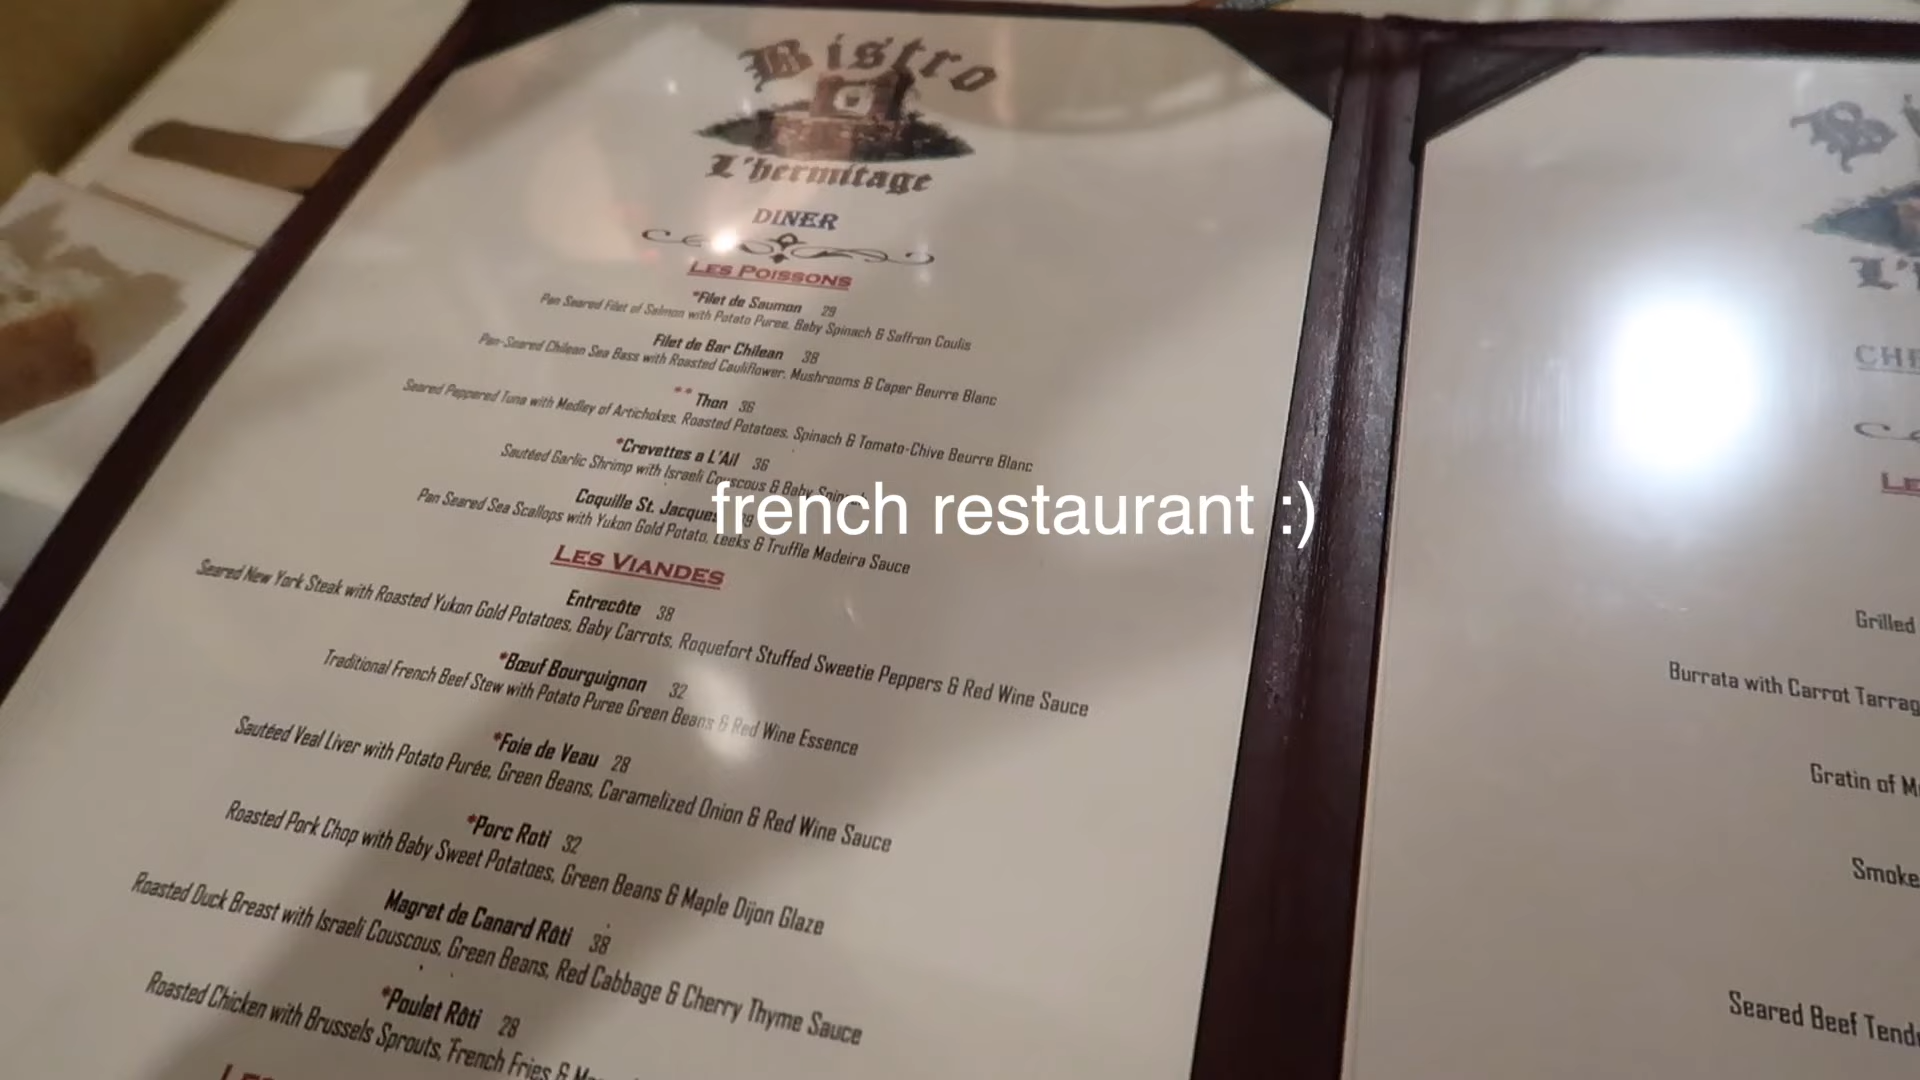 Bistro
L'hermitage
DINER
LES POISSONS
*Filet de Saumon 29
Pan Seared Filet of Salmon with Potato Puree, Baby Spinach & Saffron Coulis
Filet de Bar Chilean 38
Pan-Seared Chilean Sea Bass with Roasted Cauliflower, Mushrooms & Caper Beurre Blanc
** Thon 36
Seared Peppered Tuna with Medley of Artichokes, Roasted Potatoes, Spinach & Tomato-Chive Beurre Blanc
*Crevettes a L'Ail 36
Sautéed Garlic Shrimp with Israeli Couscous & Baby
Coquille St. Jacques
Pan Seared Sea Scallops with Yukon Gold Potato, Leeks & Truffle Madeira Sauce
french restaurant :)
LES VIANDES
Entrecôte 38
Seared New York Steak with Roasted Yukon Gold Potatoes, Baby Carrots, Roquefort Stuffed Sweetie Peppers & Red Wine Sauce
*Bœuf Bourguignon 32
Traditional French Beef Stew with Potato Puree Green Beans & Red Wine Essence
*Foie de Veau 28
Sautéed Veal Liver with Potato Purée, Green Beans, Caramelized Onion & Red Wine Sauce
*Porc Roti 32
Roasted Pork Chop with Baby Sweet Potatoes, Green Beans & Maple Dijon Glaze
Magret de Canard Rôti 38
Roasted Duck Breast with Israeli Couscous, Green Beans, Red Cabbage & Cherry Thyme Sauce
*Poulet Rôti 28
Roasted Chicken with Brussels Sprouts, French Fries &
Grilled
Burrata with Carrot
Gratin of
Seared Beef